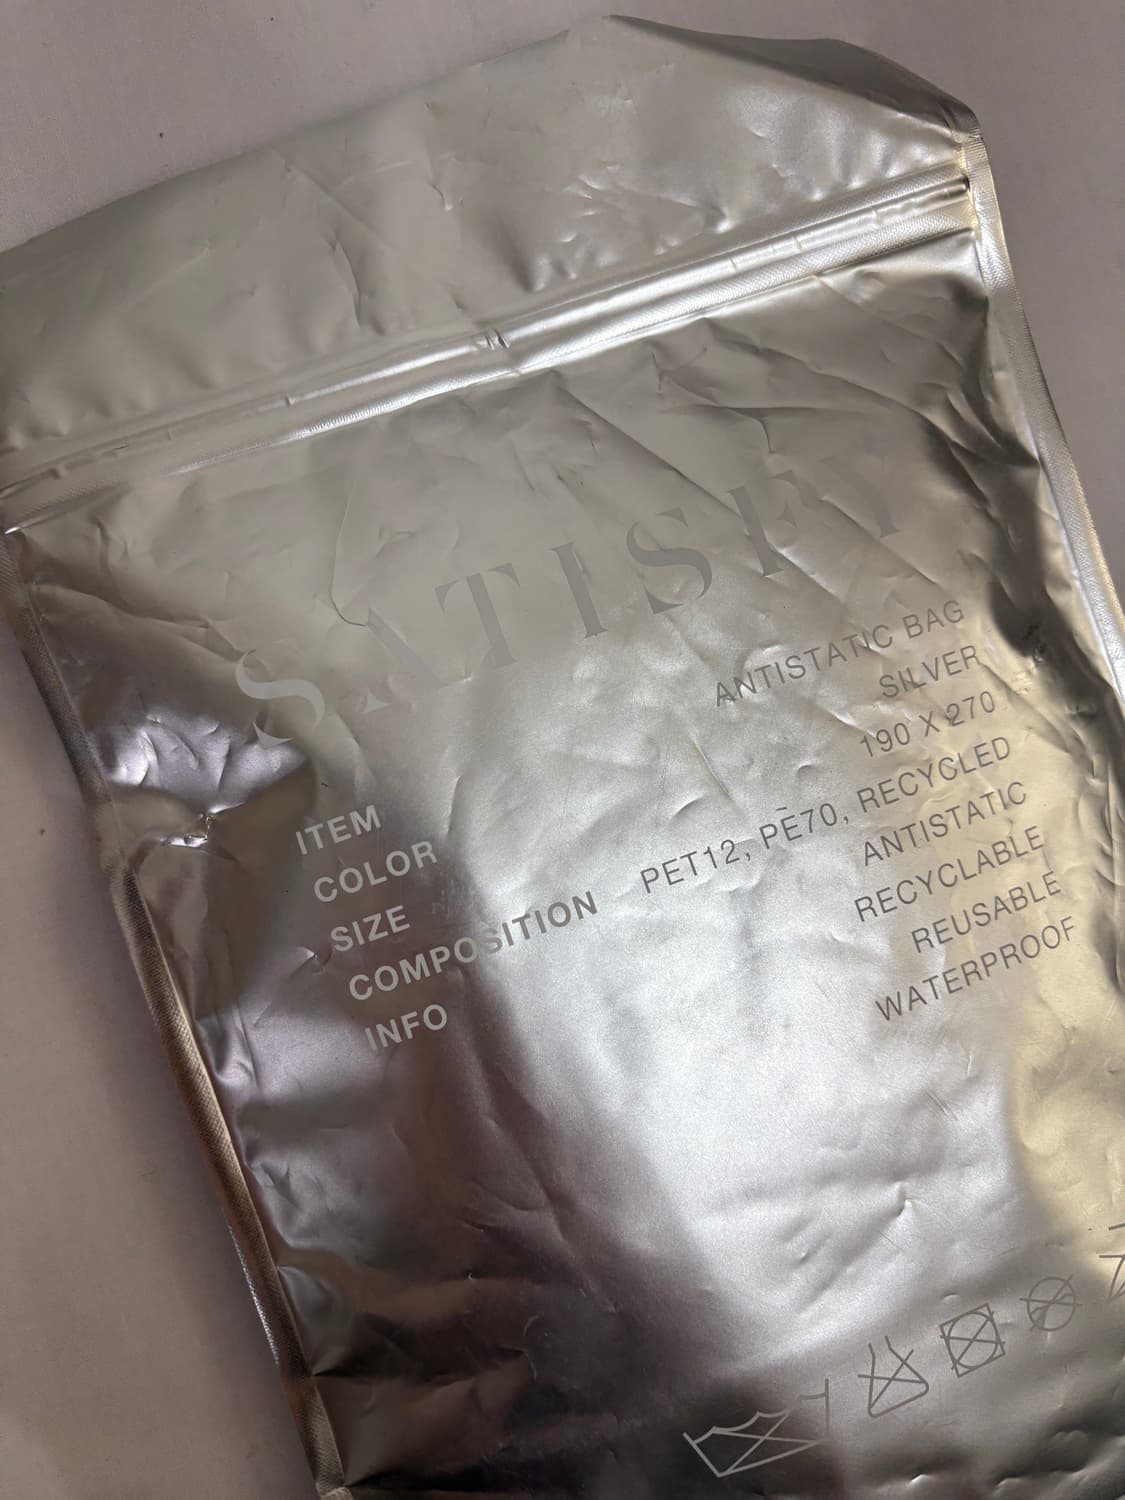 SATISFY
ITEM ANTISTATIC BAG
COLOR SILVER
SIZE 190 X 270
COMPOSITION PET12, PE70, RECYCLED
INFO ANTISTATIC
RECYCLABLE
REUSABLE
WATERPROOF